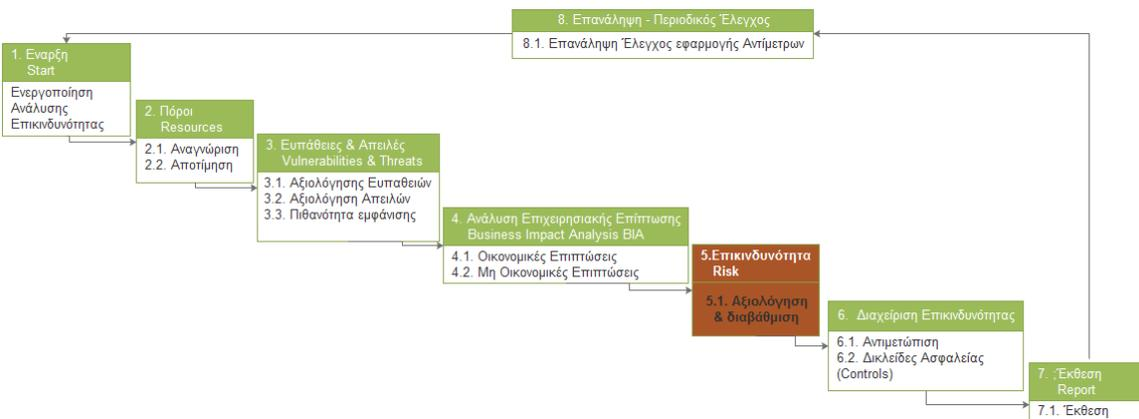 8. Επανάληψη - Περιοδικός Έλεγχος
8.1. Επανάληψη Έλεγχος εφαρμογής Αντίμετρων
1. Εναρξη
Start
Ενεργοποίηση
Ανάλυσης
Επικινδυνότητας
2. Πόροι
Resources
2.1. Αναγνώριση
2.2. Αποτίμηση
3. Ευπάθειες & Απειλές
Vulnerabilities & Threats
3.1. Αξιολόγησης Ευπαθειών
3.2. Αξιολόγηση Απειλών
3.3. Πιθανότητα εμφάνισης
4. Ανάλυση Επιχειρησιακής Επίπτωσης
Business Impact Analysis BIA
4.1. Οικονομικές Επιπτώσεις
4.2. Μη Οικονομικές Επιπτώσεις
5.Επικινδυνότητα
Risk
5.1. Αξιολόγηση
& διαβάθμιση
6. Διαχείριση Επικινδυνότητας
6.1. Αντιμετώπιση
6.2. Δικλείδες Ασφαλείας
(Controls)
7. ;Έκθεση
Report
7.1. Έκθεση